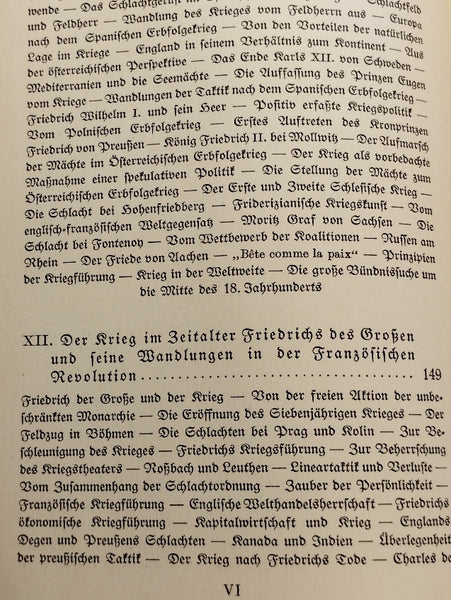 wende — Das Schlachtgerüst im
und Feldherr — Wandlung des Krieges vom Feldherrn aus — Europa
nach dem Spanischen Erbfolgekrieg — Von den Vorteilen der natürlichen
Lage im Kriege — England in seinem Verhältnis zum Kontinent — Aus
der österreichischen Perspektive — Das Ende Karls XII. von Schweden —
Mediterranien und die Seemächte — Die Auffassung des Prinzen Eugen
vom Kriege — Wandlungen der Taktik nach dem Spanischen Erbfolgekrieg —
Friedrich Wilhelm I. und sein Heer — Positiv erfaßte Kriegspolitik —
Vom Polnischen Erbfolgekrieg — Erstes Auftreten des Kronprinzen
Friedrich von Preußen — König Friedrich II. bei Mollwitz — Der Aufmarsch
der Mächte im Österreichischen Erbfolgekrieg — Der Krieg als vorbedachte
Maßnahme einer spekulativen Politik — Die Stellung der Mächte zum
Österreichischen Erbfolgekrieg — Der Erste und Zweite Schlesische Krieg —
Die Schlacht bei Hohenfriedberg — Friderizianische Kriegskunst — Vom
englisch-französischen Weltgegensatz — Moritz Graf von Sachsen — Die
Schlacht bei Fontenoy — Vom Wettbewerb der Koalitionen — Russen am
Rhein — Der Friede von Aachen — „Bête comme la paix“ — Prinzipien
der Kriegführung — Krieg in der Weltweite — Die große Bündnissuche um
die Mitte des 18. Jahrhunderts
XII. Der Krieg im Zeitalter Friedrichs des Großen
und seine Wandlungen in der Französischen
Revolution .................................... 149
Friedrich der Große und der Krieg — Von der freien Aktion der unbe-
schränkten Monarchie — Die Eröffnung des Siebenjährigen Krieges — Der
Feldzug in Böhmen — Die Schlachten bei Prag und Kolin — Zur Be-
schleunigung des Krieges — Friedrichs Kriegsführung — Zur Beherrschung
des Kriegstheaters — Roßbach und Leuthen — Lineartaktik und Verluste —
Vom Zusammenhang der Schlachtordnung — Zauber der Persönlichkeit —
Französische Kriegführung — Englische Welthandelsherrschaft — Friedrichs
ökonomische Kriegführung — Kapitalwirtschaft und Krieg — Englands
Degen und Preußens Schlachten — Kanada und Indien — Überlegenheit
der preußischen Taktik — Der Krieg nach Friedrichs Tode — Charles de
VI